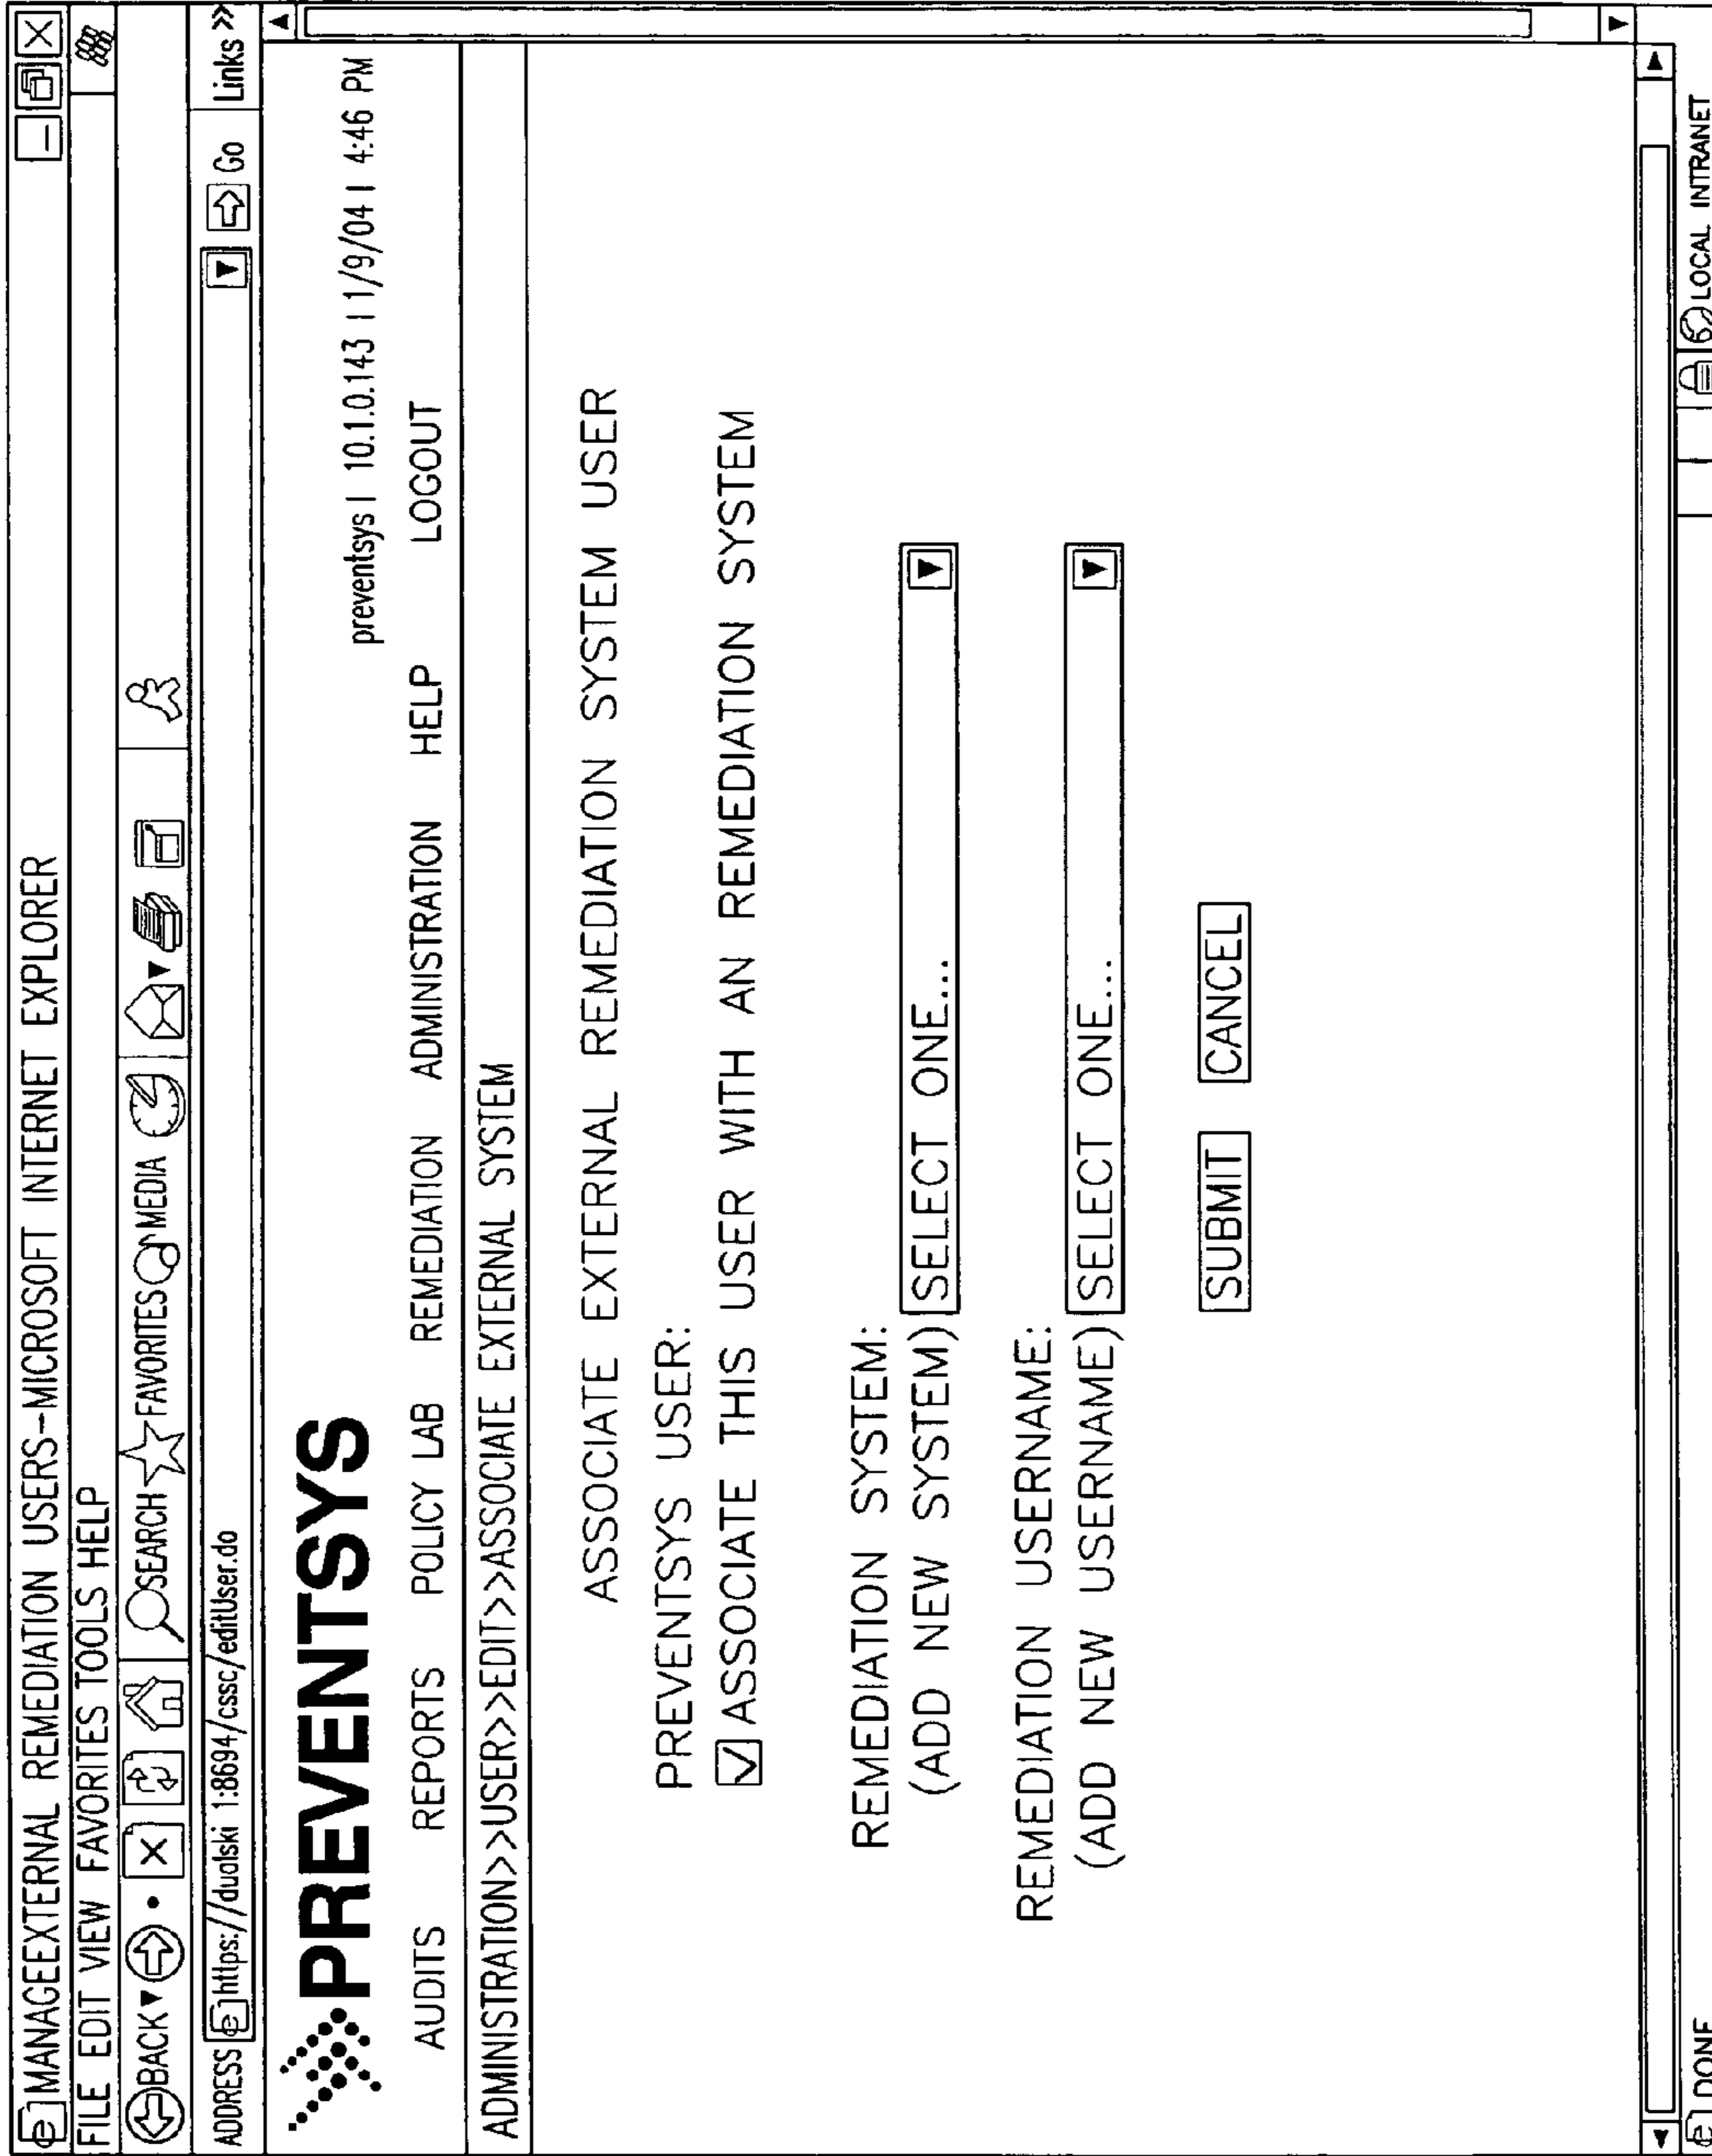 MANAGEEXTERNAL REMEDIATION USERS-MICROSOFT INTERNET EXPLORER
FILE EDIT VIEW FAVORITES TOOLS HELP
BACK SEARCH FAVORITES MEDIA
ADDRESS https://dualski 1:8694/cssc/editUser.do Go Links >>
PREVENTSYS
preventsys | 10.1.0.143 | 1/9/04 | 4:46 PM
AUDITS REPORTS POLICY LAB REMEDIATION ADMINISTRATION HELP LOGOUT
ADMINISTRATION>>USER>>EDIT>>ASSOCIATE EXTERNAL SYSTEM
ASSOCIATE EXTERNAL REMEDIATION SYSTEM USER
PREVENTSYS USER:
ASSOCIATE THIS USER WITH AN REMEDIATION SYSTEM
REMEDIATION SYSTEM:
(ADD NEW SYSTEM) SELECT ONE...
REMEDIATION USERNAME:
(ADD NEW USERNAME) SELECT ONE...
SUBMIT CANCEL
DONE LOCAL INTRANET